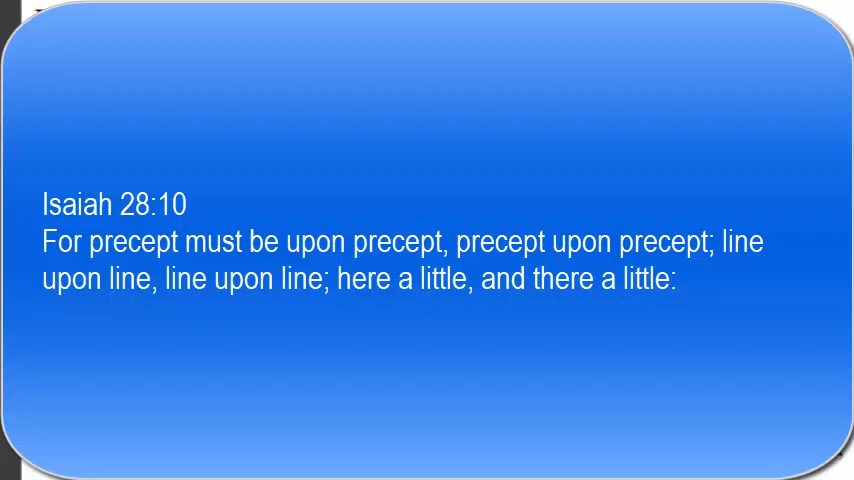 Isaiah 28:10
For precept must be upon precept, precept upon precept; line
upon line, line upon line; here a little, and there a little: